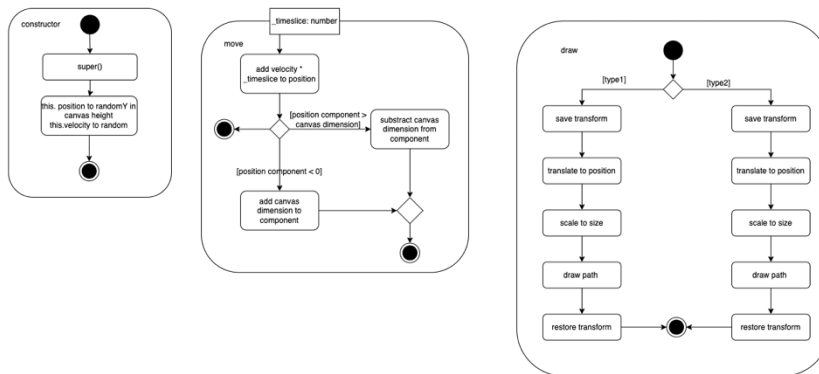 constructor
super()
this. position to randomY in
canvas height
this.velocity to random
_timeslice: number
move
add velocity *
_timeslice to position
[position component >
canvas dimension]
substract canvas
dimension from
component
[position component < 0]
add canvas
dimension to
component
draw
[type1]
[type2]
save transform
save transform
translate to position
translate to position
scale to size
scale to size
draw path
draw path
restore transform
restore transform